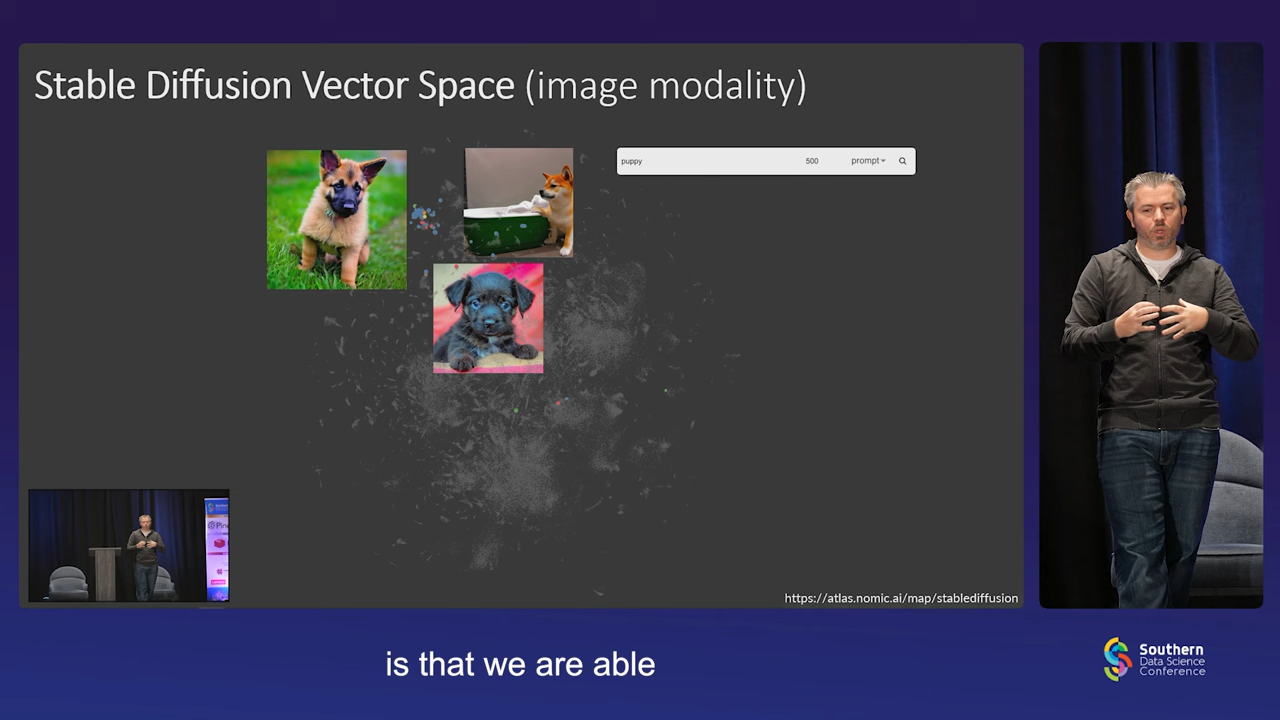 Stable Diffusion Vector Space (image modality)
puppy 500 prompt
https://atlas.nomic.ai/map/stablediffusion
is that we are able
Southern
Data Science
Conference